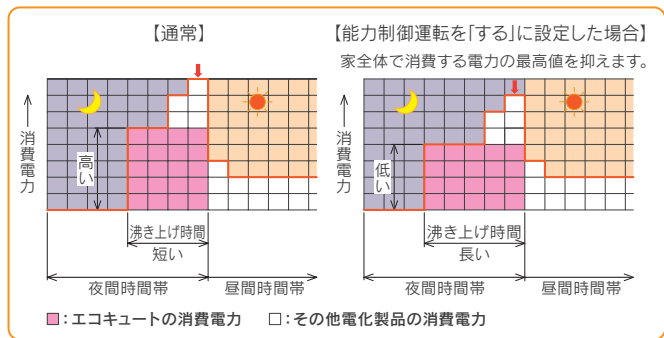 【通常】
【能力制御運転を「する」に設定した場合】
家全体で消費する電力の最高値を抑えます。
消費電力
高い
沸き上げ時間
短い
夜間時間帯
昼間時間帯
消費電力
低い
沸き上げ時間
長い
夜間時間帯
昼間時間帯
■:エコキュートの消費電力 □:その他電化製品の消費電力